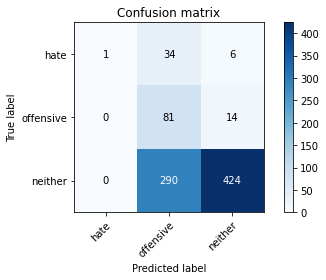 Confusion matrix
True label
hate 1 34 6
offensive 0 81 14
neither 0 290 424
hate offensive neither
Predicted label
400
350
300
250
200
150
100
50
0